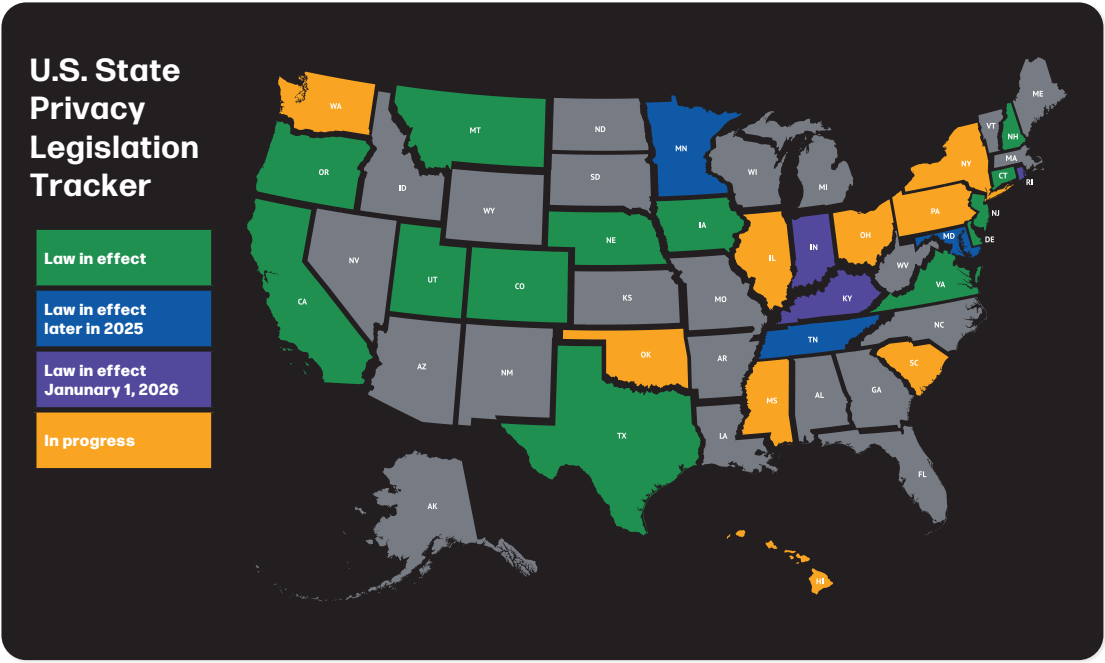 U.S. State
Privacy
Legislation
Tracker
Law in effect
Law in effect
later in 2025
Law in effect
Janunary 1, 2026
In progress
WA
OR
CA
ID
NV
MT
WY
UT
CO
AZ
NM
ND
SD
NE
KS
OK
TX
MN
IA
MO
AR
LA
WI
IL
MI
IN
OH
KY
TN
MS
AL
GA
FL
SC
NC
VA
WV
PA
NY
MD
DE
NJ
CT
RI
MA
VT
NH
ME
AK
HI